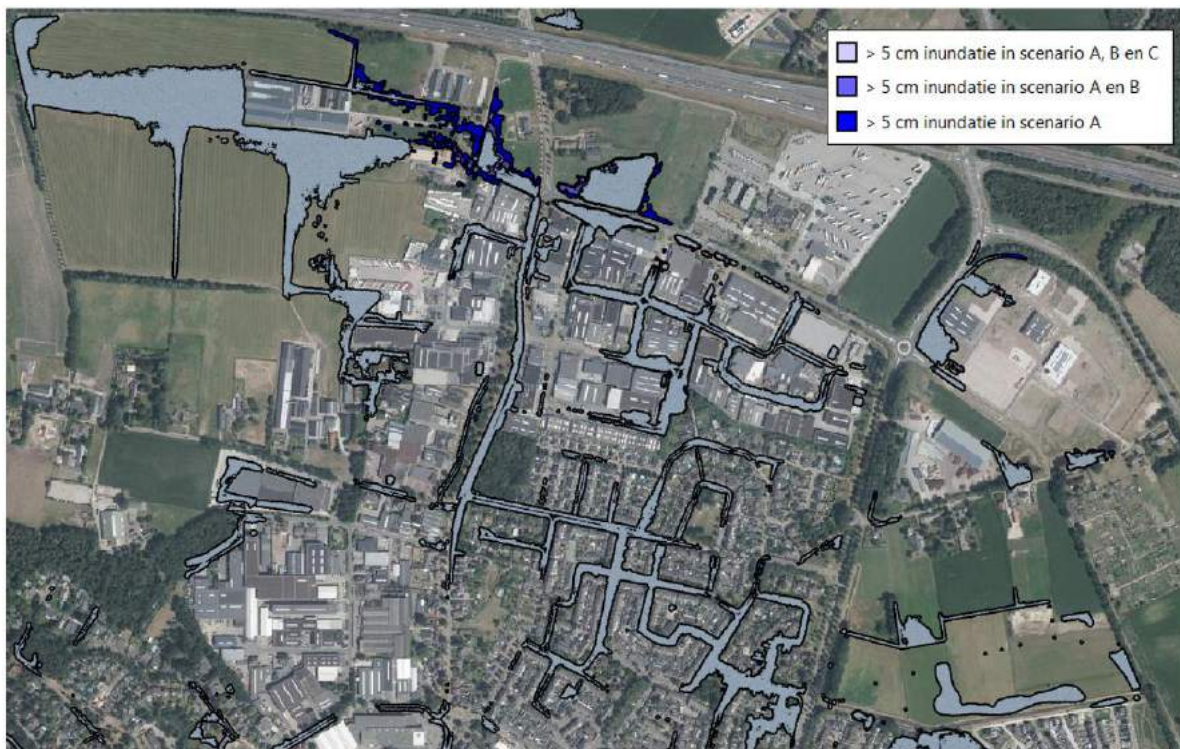 > 5 cm inundatie in scenario A, B en C
> 5 cm inundatie in scenario A en B
> 5 cm inundatie in scenario A